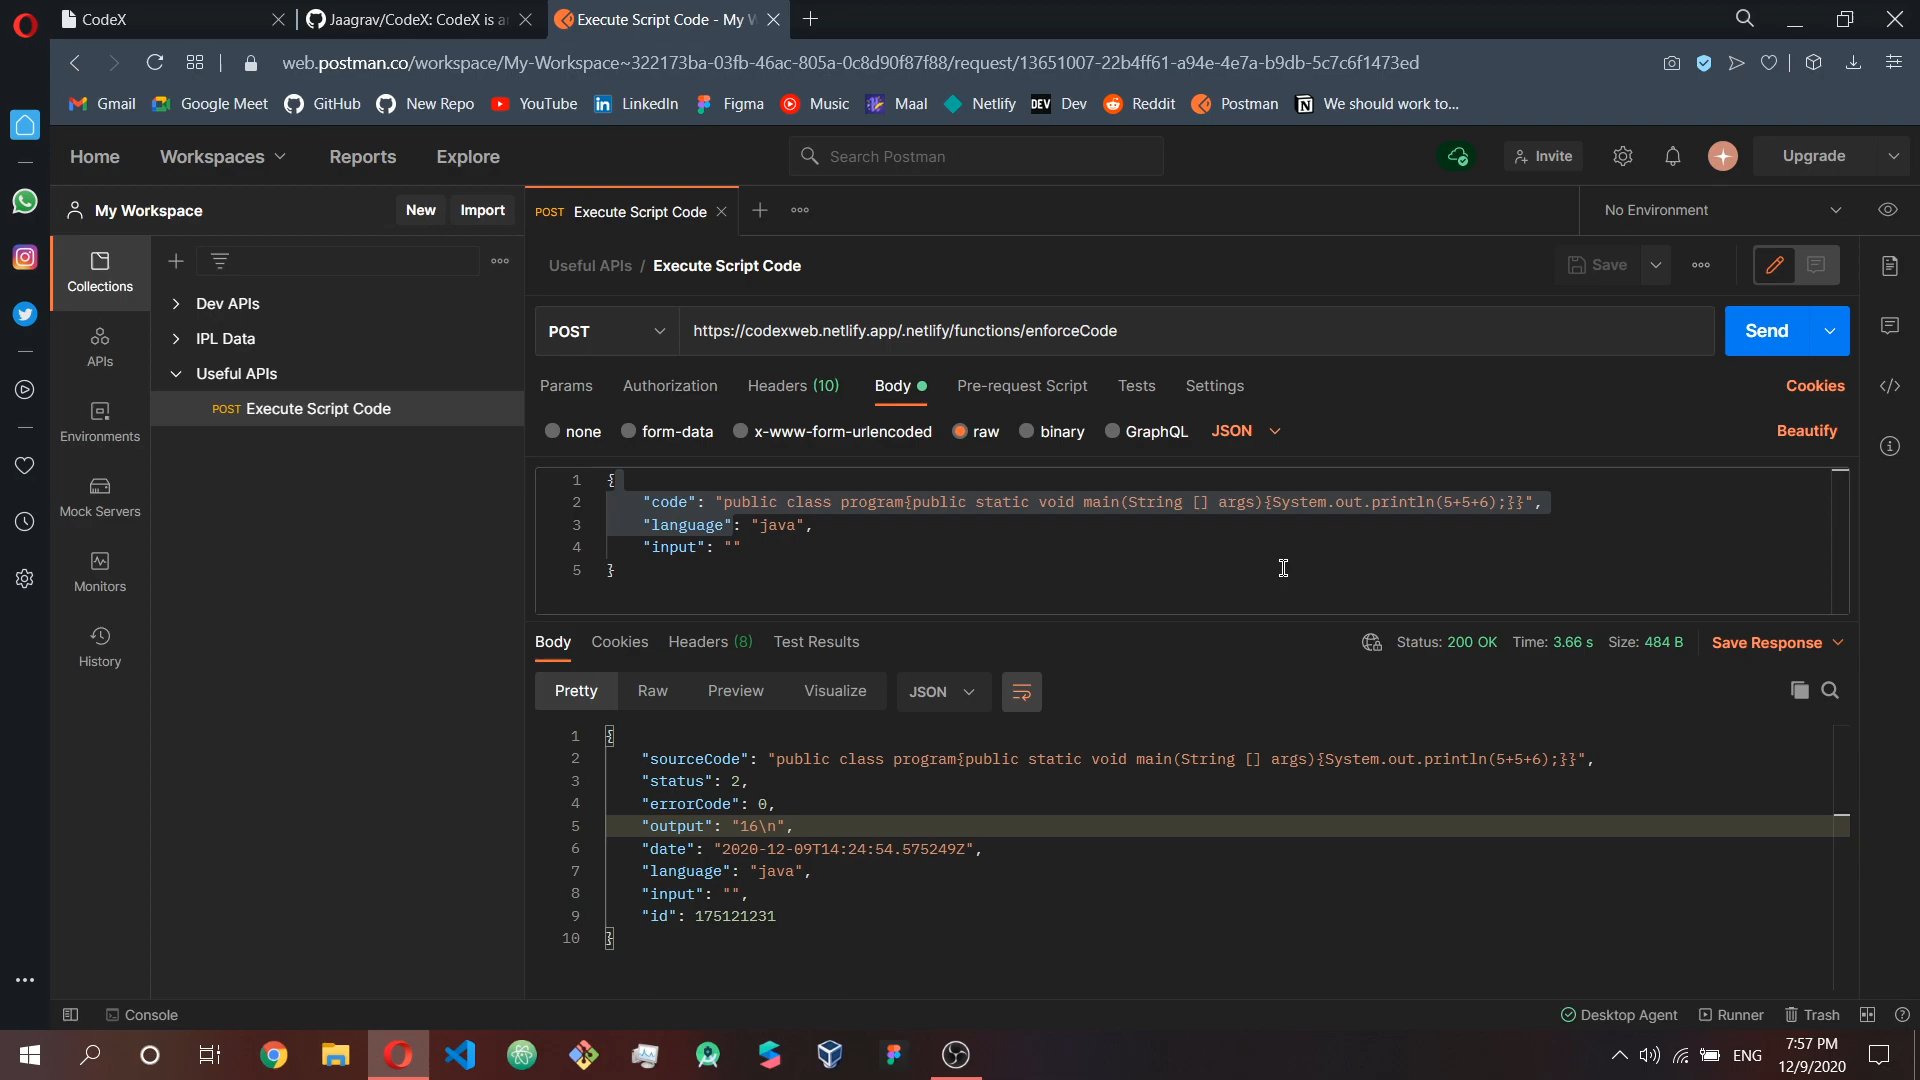 CodeX
Jaagrav/CodeX: CodeX is a
Execute Script Code - My W
web.postman.co/workspace/My-Workspace~322173ba-03fb-46ac-805a-0c8d90f87f88/request/13651007-22b4ff61-a94e-4e7a-b9db-5c7c6f1473ed
Gmail Google Meet GitHub New Repo YouTube LinkedIn Figma Music Maal Netlify DEV Dev Reddit Postman We should work to...
Home Workspaces Reports Explore Search Postman Invite Upgrade
My Workspace New Import
POST Execute Script Code
No Environment
Collections
APIs
Environments
Mock Servers
Monitors
History
Dev APIs
IPL Data
Useful APIs
POST Execute Script Code
Useful APIs / Execute Script Code Save
POST https://codexweb.netlify.app/.netlify/functions/enforceCode Send
Params Authorization Headers (10) Body Pre-request Script Tests Settings Cookies
none form-data x-www-form-urlencoded raw binary GraphQL JSON Beautify
1 {
2 "code": "public class program{public static void main(String [] args){System.out.println(5+5+6);}}",
3 "language": "java",
4 "input": ""
5 }
Body Cookies Headers (8) Test Results Status: 200 OK Time: 3.66 s Size: 484 B Save Response
Pretty Raw Preview Visualize JSON
1 {
2 "sourceCode": "public class program{public static void main(String [] args){System.out.println(5+5+6);}}",
3 "status": 2,
4 "errorCode": 0,
5 "output": "16\n",
6 "date": "2020-12-09T14:24:54.575249Z",
7 "language": "java",
8 "input": "",
9 "id": 175121231
10 }
Console Desktop Agent Runner Trash
ENG
7:57 PM
12/9/2020